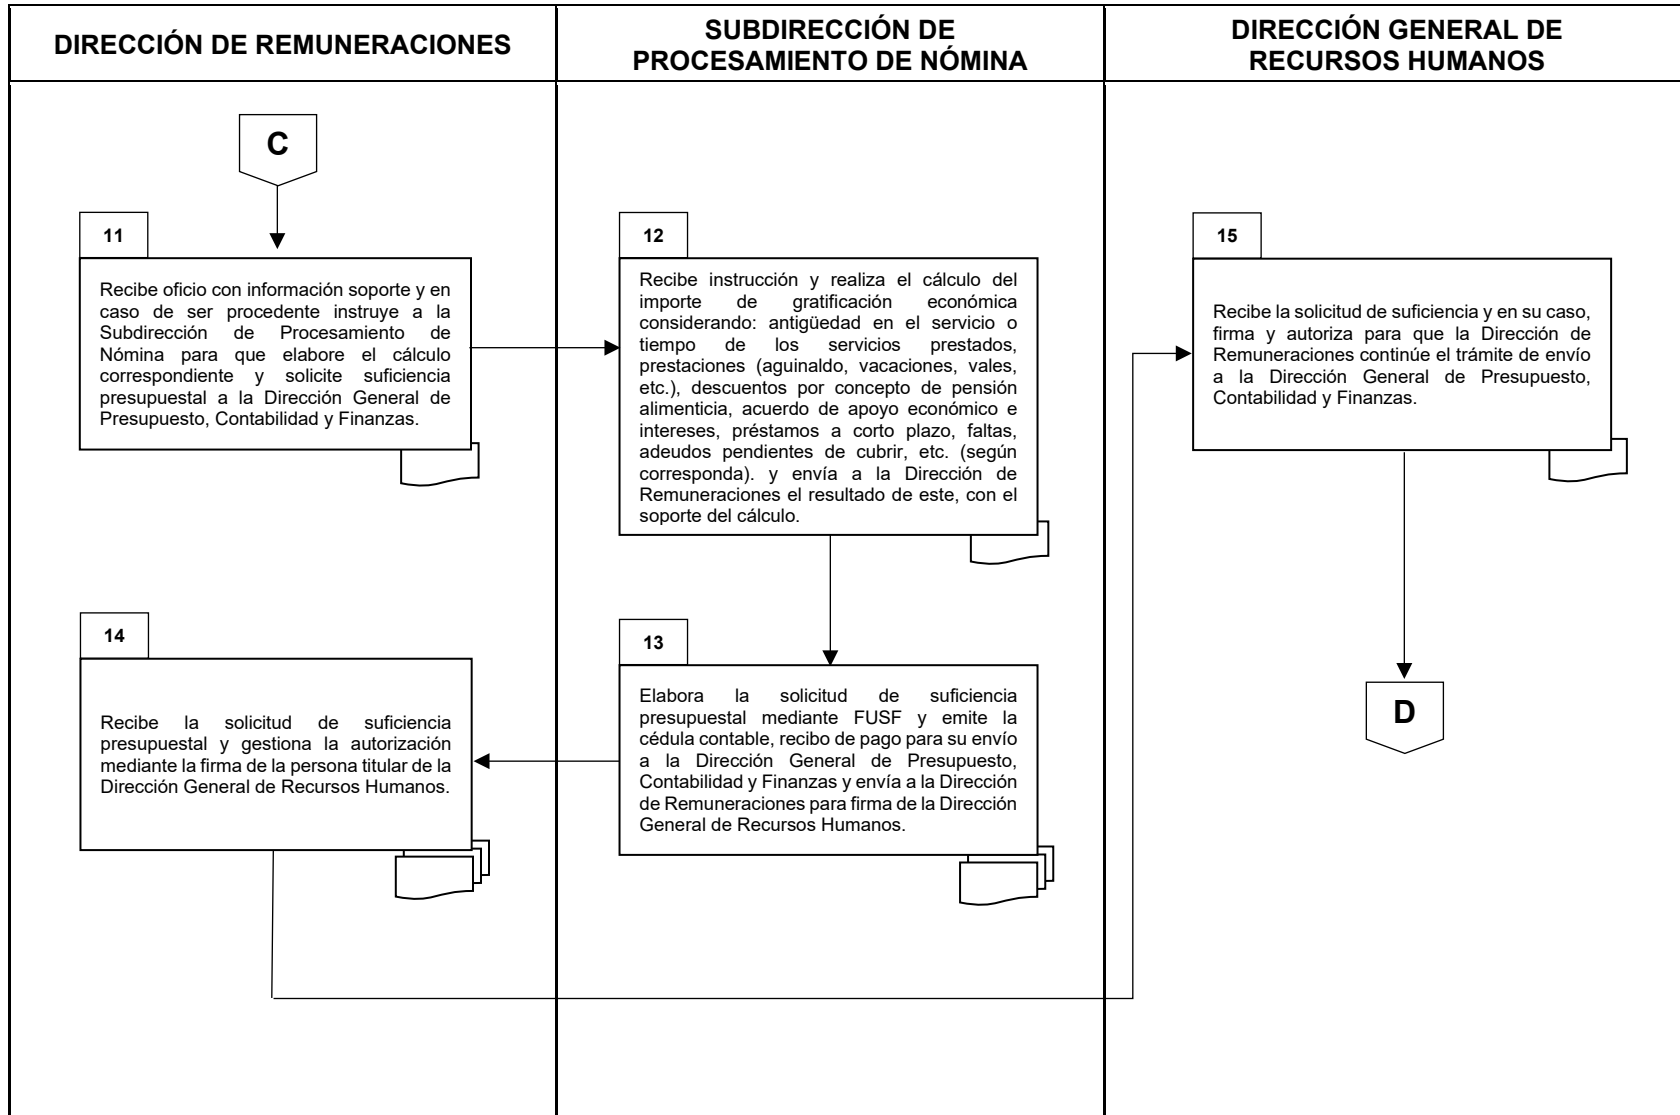 DIRECCIÓN DE REMUNERACIONES
SUBDIRECCIÓN DE
PROCESAMIENTO DE NÓMINA
DIRECCIÓN GENERAL DE
RECURSOS HUMANOS
C
11
Recibe oficio con información soporte y en
caso de ser procedente instruye a la
Subdirección de Procesamiento de
Nómina para que elabore el cálculo
correspondiente y solicite suficiencia
presupuestal a la Dirección General de
Presupuesto, Contabilidad y Finanzas.
12
Recibe instrucción y realiza el cálculo del
importe de gratificación económica
considerando: antigüedad en el servicio o
tiempo de los servicios prestados,
prestaciones (aguinaldo, vacaciones, vales,
etc.), descuentos por concepto de pensión
alimenticia, acuerdo de apoyo económico e
intereses, préstamos a corto plazo, faltas,
adeudos pendientes de cubrir, etc. (según
corresponda). y envía a la Dirección de
Remuneraciones el resultado de este, con el
soporte del cálculo.
13
Elabora la solicitud de suficiencia
presupuestal mediante FUSF y emite la
cédula contable, recibo de pago para su envío
a la Dirección General de Presupuesto,
Contabilidad y Finanzas y envía a la Dirección
de Remuneraciones para firma de la Dirección
General de Recursos Humanos.
14
Recibe la solicitud de suficiencia
presupuestal y gestiona la autorización
mediante la firma de la persona titular de la
Dirección General de Recursos Humanos.
15
Recibe la solicitud de suficiencia y en su caso,
firma y autoriza para que la Dirección de
Remuneraciones continúe el trámite de envío
a la Dirección General de Presupuesto,
Contabilidad y Finanzas.
D